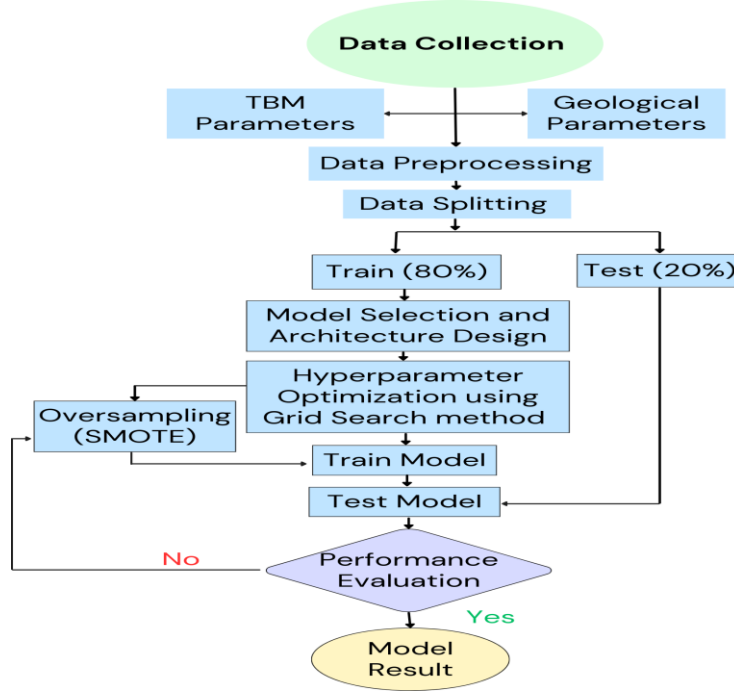 Data Collection
TBM
Parameters
Geological
Parameters
Data Preprocessing
Data Splitting
Train (80%)
Test (20%)
Model Selection and
Architecture Design
Hyperparameter
Optimization using
Grid Search method
Oversampling
(SMOTE)
Train Model
Test Model
No
Performance
Evaluation
Yes
Model
Result